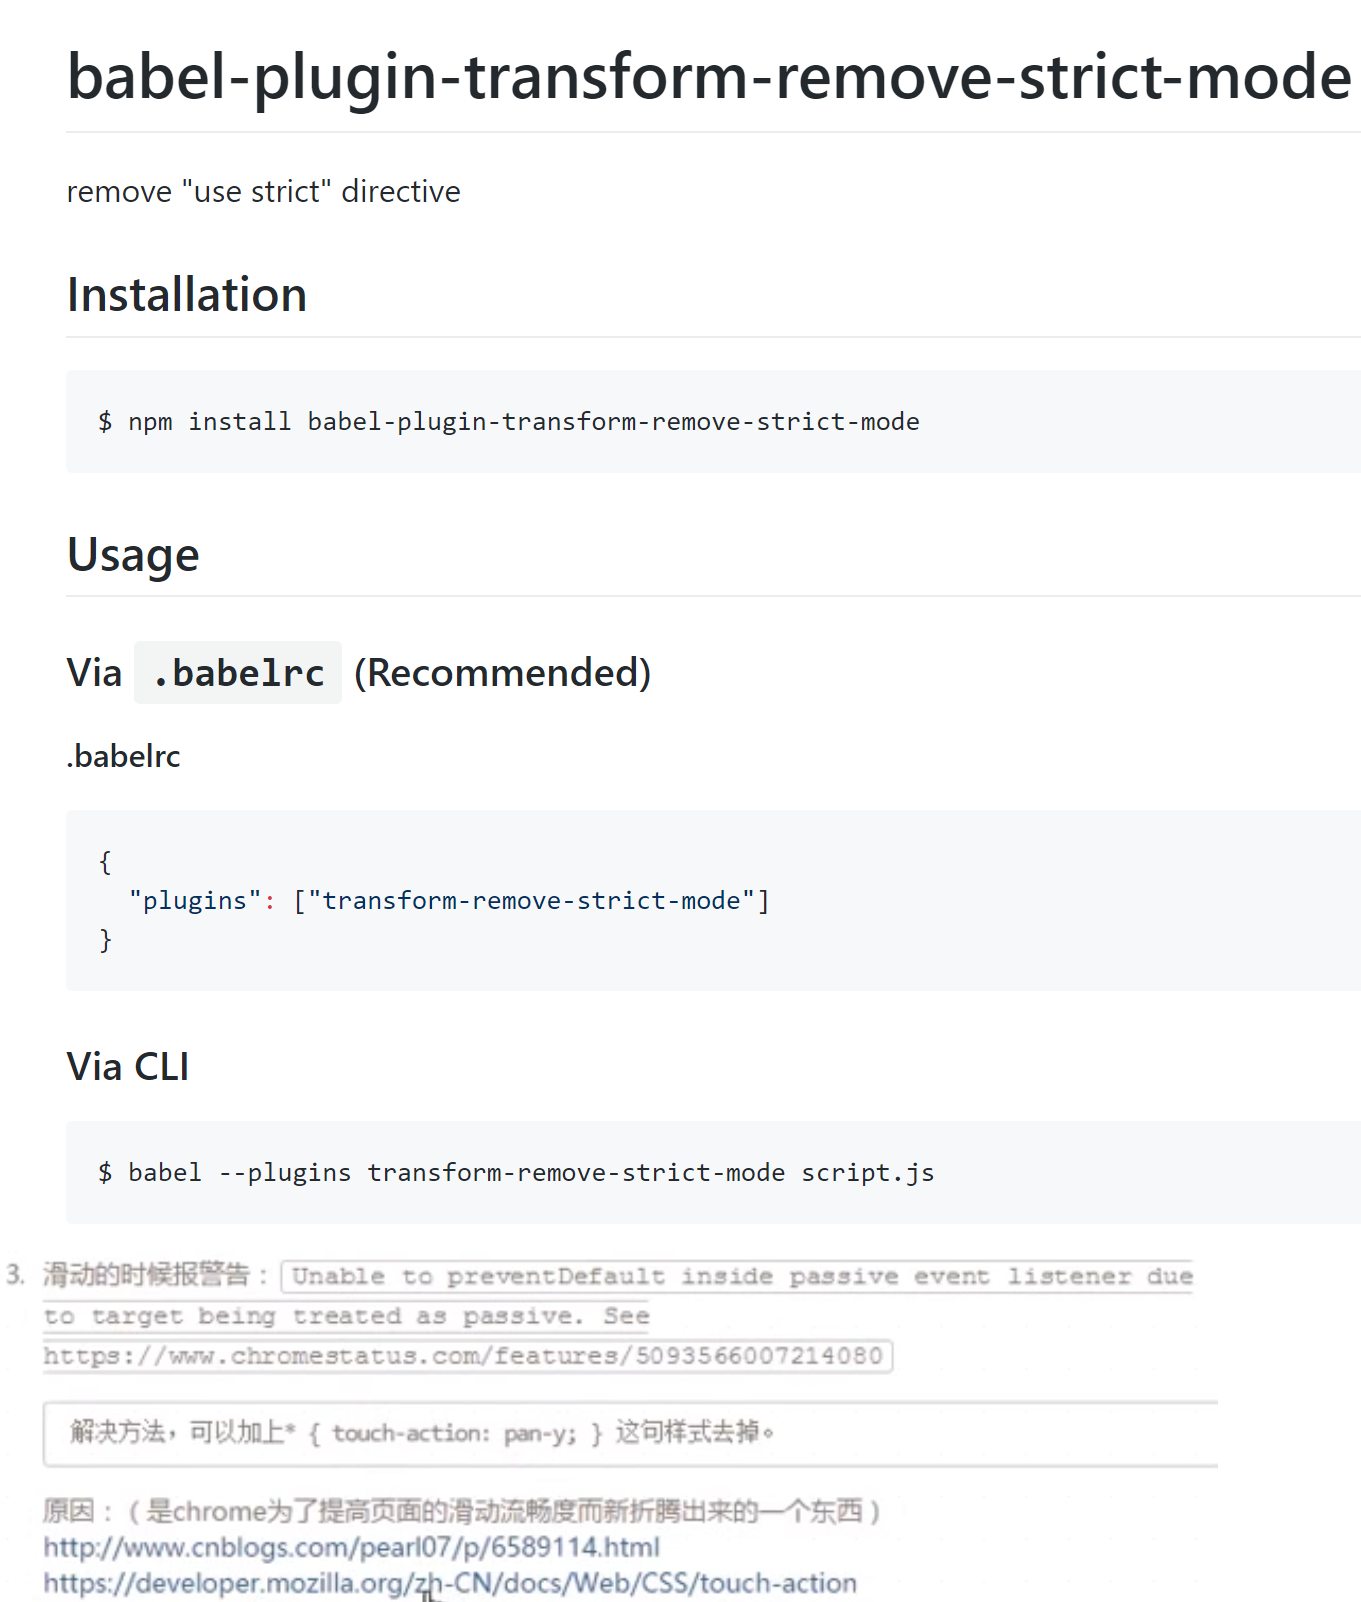 babel-plugin-transform-remove-strict-mode
remove "use strict" directive
Installation
$ npm install babel-plugin-transform-remove-strict-mode
Usage
Via .babelrc (Recommended)
.babelrc
{
"plugins": ["transform-remove-strict-mode"]
}
Via CLI
$ babel --plugins transform-remove-strict-mode script.js
3. 滑动的时候报警告：Unable to preventDefault inside passive event listener due
to target being treated as passive. See
https://www.chromestatus.com/features/5093566007214080
解决方法，可以加上* { touch-action: pan-y; } 这句样式去掉。
原因：（是chrome为了提高页面的滑动流畅度而新折腾出来的一个东西）
http://www.cnblogs.com/pearl07/p/6589114.html
https://developer.mozilla.org/zh-CN/docs/Web/CSS/touch-action